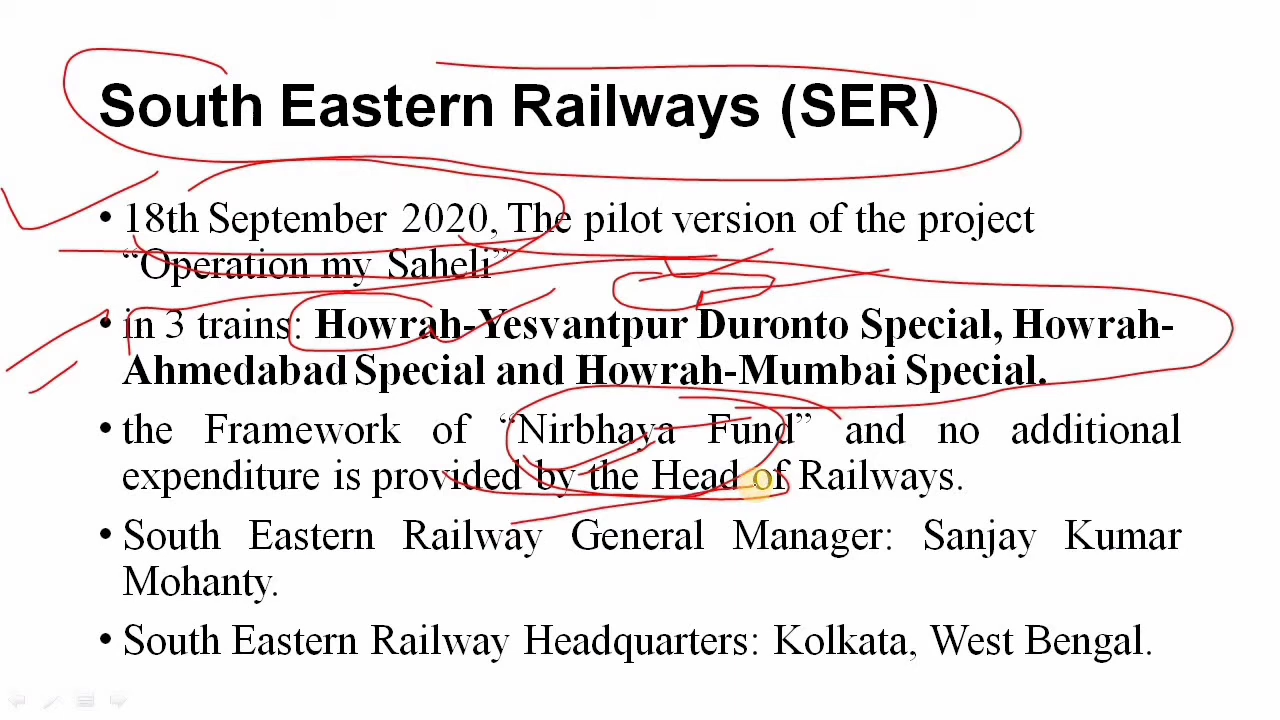 South Eastern Railways (SER)
• 18th September 2020, The pilot version of the project
“Operation my Saheli”
• in 3 trains: Howrah-Yesvantpur Duronto Special, Howrah-
Ahmedabad Special and Howrah-Mumbai Special.
• the Framework of “Nirbhaya Fund” and no additional
expenditure is provided by the Head of Railways.
• South Eastern Railway General Manager: Sanjay Kumar
Mohanty.
• South Eastern Railway Headquarters: Kolkata, West Bengal.